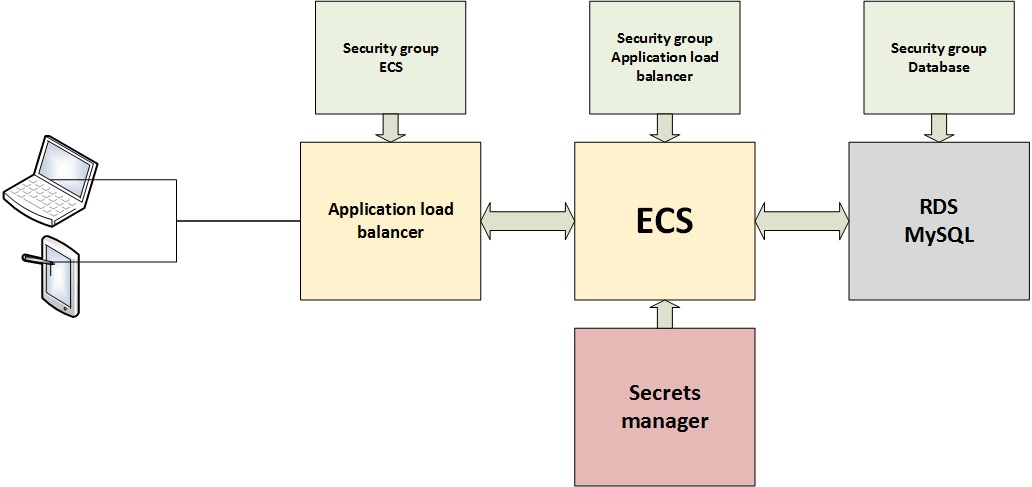 Security group
ECS
Security group
Application load
balancer
Security group
Database
Application load
balancer
ECS
RDS
MySQL
Secrets
manager